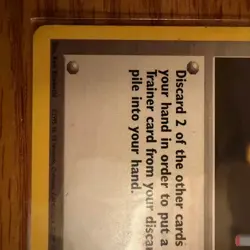 Discard 2 of the other cards
your hand in order to put a
Trainer card from your discar
pile into your hand.